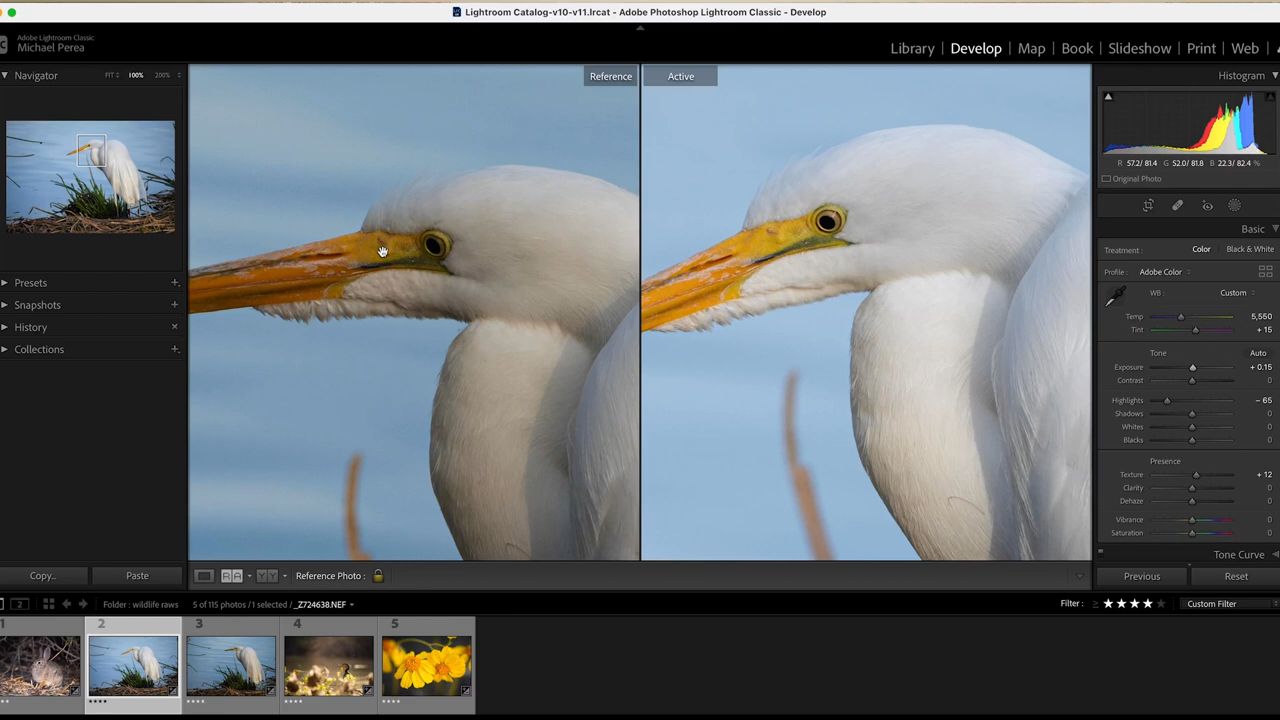 Lightroom Catalog-v10-v11.lrcat - Adobe Photoshop Lightroom Classic - Develop
Adobe Lightroom Classic
Michael Perea
Library | Develop | Map | Book | Slideshow | Print | Web |
Navigator FIT 100% 200%
Reference
Active
Histogram
R 57.2/ 81.4 G 52.0/ 81.8 B 22.3/ 82.4 %
Original Photo
Basic
Treatment : Color Black & White
Profile : Adobe Color
WB : Custom
Temp 5,550
Tint + 15
Tone Auto
Exposure + 0.15
Contrast 0
Highlights – 65
Shadows 0
Whites 0
Blacks 0
Presence
Texture + 12
Clarity 0
Dehaze 0
Vibrance 0
Saturation 0
Tone Curve
Previous Reset
Presets +
Snapshots +
History ×
Collections +
Copy... Paste
RA YY Reference Photo :
2 Folder : wildlife raws 5 of 115 photos / 1 selected / _Z724638.NEF
Filter : ≥ ★★★★★ Custom Filter
1 2 3 4 5